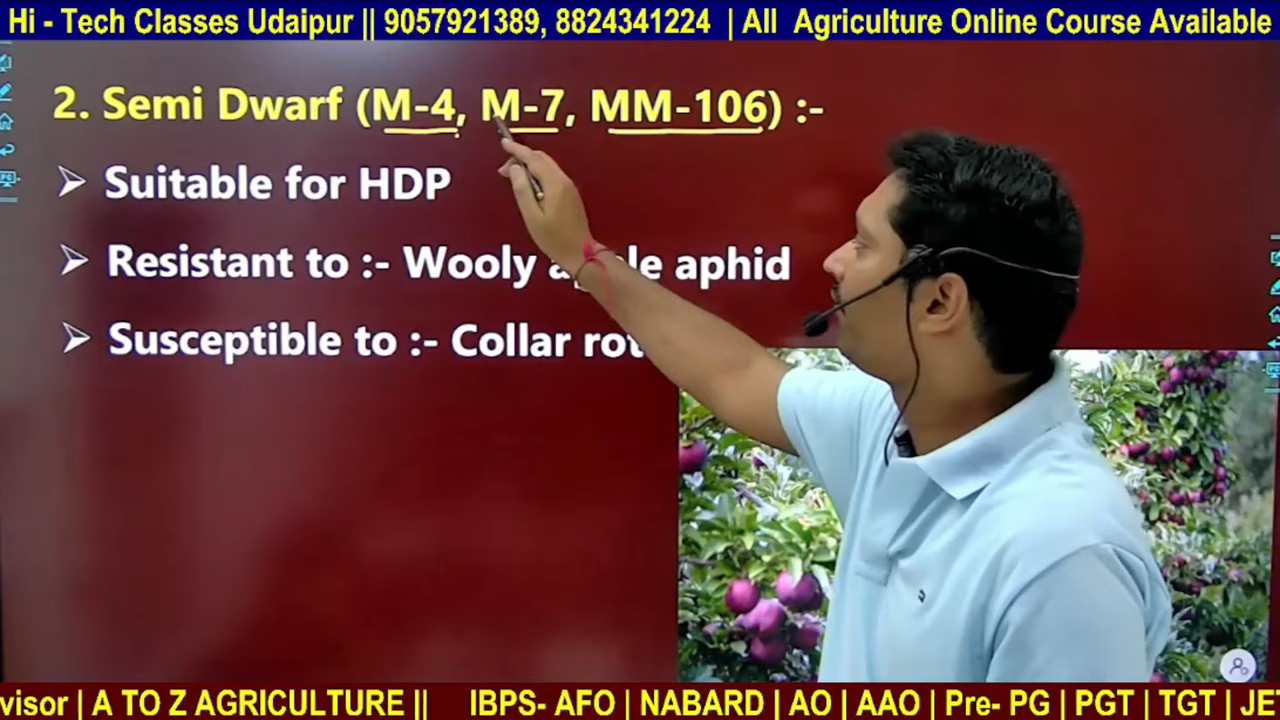 Hi - Tech Classes Udaipur || 9057921389, 8824341224 | All Agriculture Online Course Available
2. Semi Dwarf (M-4, M-7, MM-106) :-
➢ Suitable for HDP
➢ Resistant to :- Wooly apple aphid
➢ Susceptible to :- Collar rot
visor | A TO Z AGRICULTURE || IBPS- AFO | NABARD | AO | AAO | Pre- PG | PGT | TGT | JET